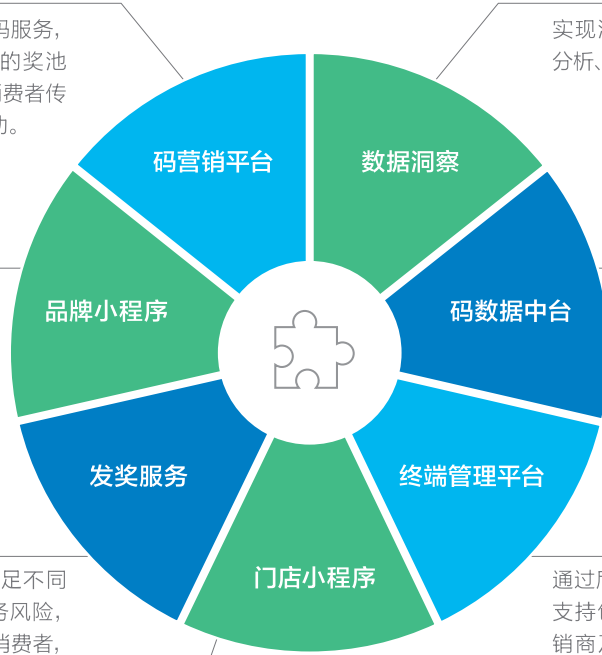 码服务，
的奖池
消费者传
功。
实现
分析、
码营销平台
数据洞察
品牌小程序
码数据中台
发奖服务
终端管理平台
门店小程序
足不同
务风险，
消费者，
通过
支持
销商